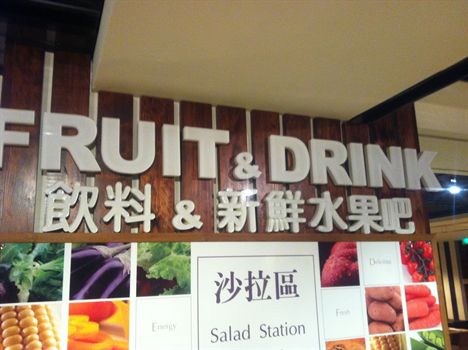 FRUIT & DRINK
飲料 & 新鮮水果吧
沙拉區
Salad Station
Energy
Delicious
Fresh